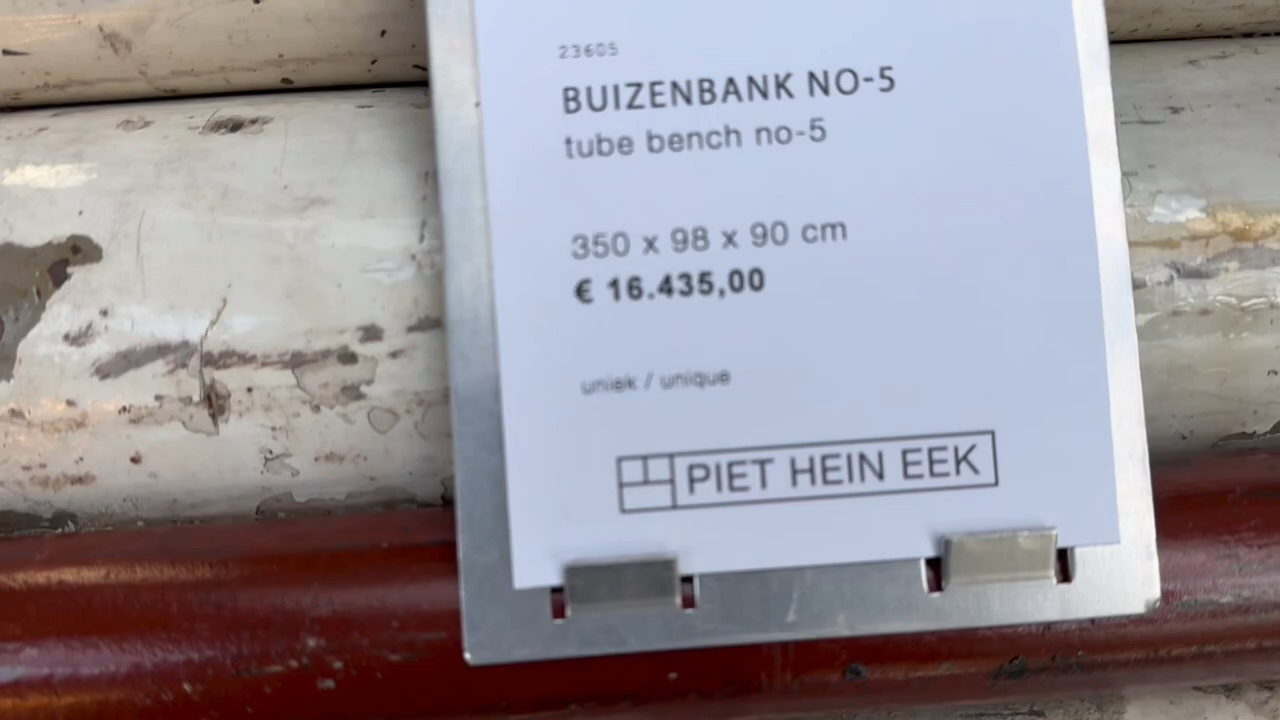 23605
BUIZENBANK NO-5
tube bench no-5
350 x 98 x 90 cm
€ 16.435,00
uniek / unique
PIET HEIN EEK